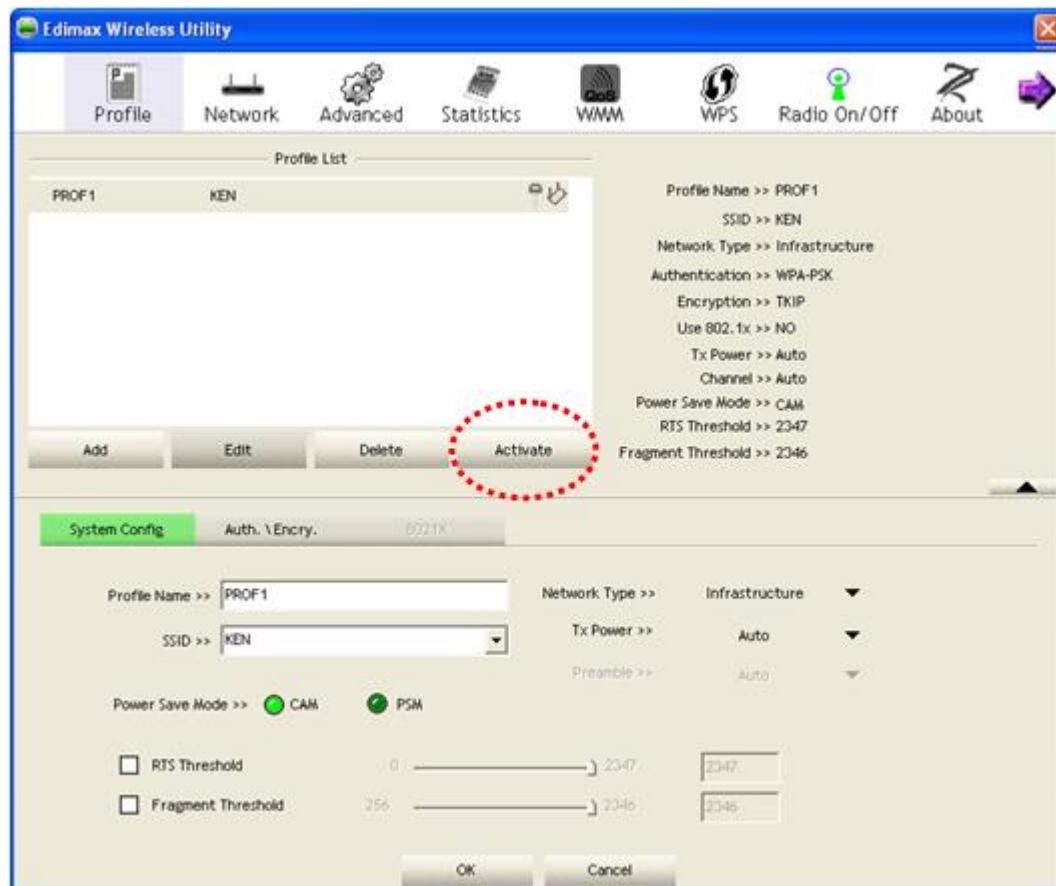 Edimax Wireless Utility
Profile Network Advanced Statistics QoS WMM WPS Radio On/Off About
Profile List
PROF1 KEN
Profile Name >> PROF1
SSID >> KEN
Network Type >> Infrastructure
Authentication >> WPA-PSK
Encryption >> TKIP
Use 802.1x >> NO
Tx Power >> Auto
Channel >> Auto
Power Save Mode >> CAM
RTS Threshold >> 2347
Fragment Threshold >> 2346
Add Edit Delete Activate
System Config Auth. \ Encry. 8021X
Profile Name >> PROF1
Network Type >> Infrastructure
SSID >> KEN
Tx Power >> Auto
Preamble >> Auto
Power Save Mode >> CAM PSM
RTS Threshold 0 2347 2347
Fragment Threshold 256 2346 2346
OK Cancel